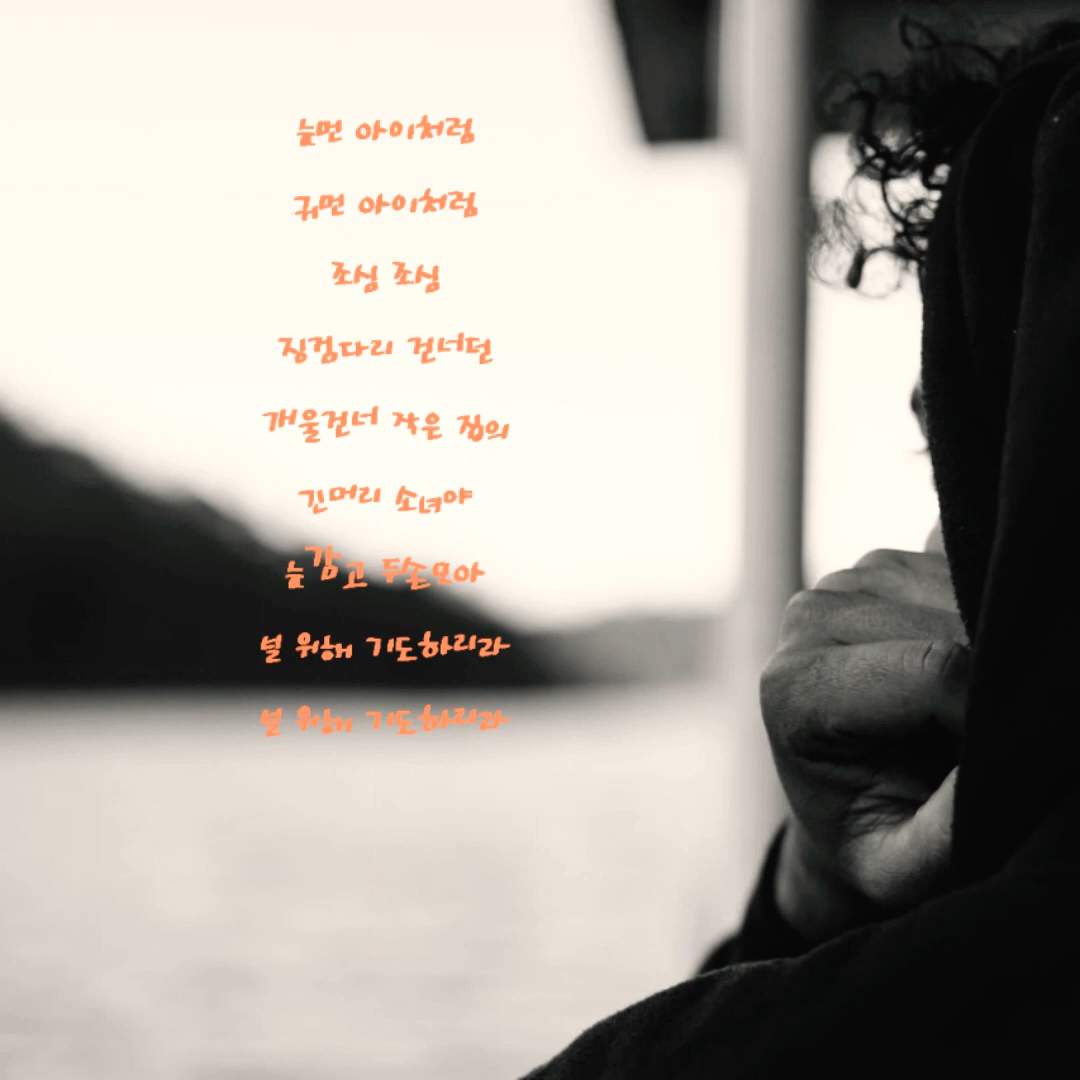 눈먼 아이처럼
귀먼 아이처럼
조심 조심
징검다리 건너던
개울건너 작은 집의
긴머리 소녀야
눈감고 두손모아
널 위해 기도하리라
널 위해 기도하리라